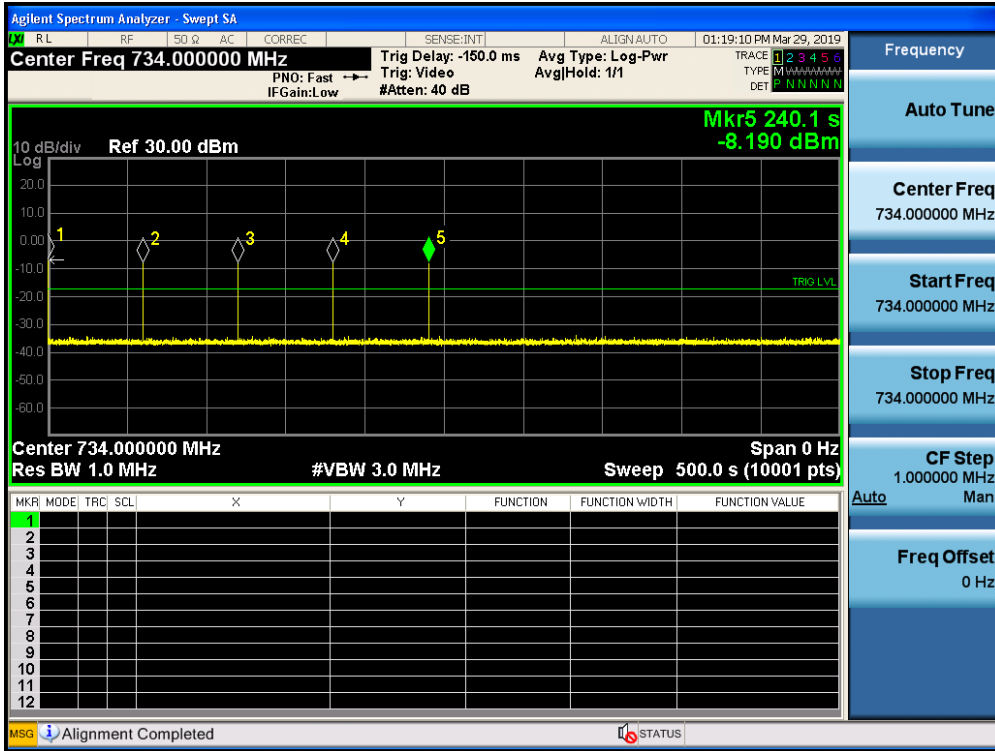 Agilent Spectrum Analyzer - Swept SA
LXI RL RF 50 Ω AC CORREC SENSE:INT ALIGN AUTO 01:19:10 PM Mar 29, 2019
Center Freq 734.000000 MHz
PNO: Fast
IFGain:Low
Trig Delay: -150.0 ms
Trig: Video
#Atten: 40 dB
Avg Type: Log-Pwr
Avg|Hold: 1/1
TRACE 1 2 3 4 5 6
TYPE M W W W W W
DET P N N N N N
Mkr5 240.1 s
-8.190 dBm
10 dB/div Ref 30.00 dBm
Log
20.0
10.0
0.00
-10.0
-20.0
-30.0
-40.0
-50.0
-60.0
1 2 3 4 5
TRIG LVL
Center 734.000000 MHz Span 0 Hz
Res BW 1.0 MHz #VBW 3.0 MHz Sweep 500.0 s (10001 pts)
MKR MODE TRC SCL X Y FUNCTION FUNCTION WIDTH FUNCTION VALUE
1
2
3
4
5
6
7
8
9
10
11
12
MSG Alignment Completed STATUS
Frequency
Auto Tune
Center Freq
734.000000 MHz
Start Freq
734.000000 MHz
Stop Freq
734.000000 MHz
CF Step
1.000000 MHz
Auto Man
Freq Offset
0 Hz